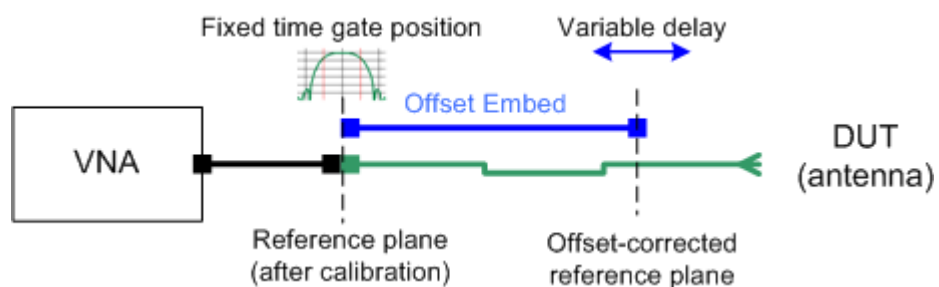 Fixed time gate position
Variable delay
Offset Embed
VNA
DUT
(antenna)
Reference plane
(after calibration)
Offset-corrected
reference plane